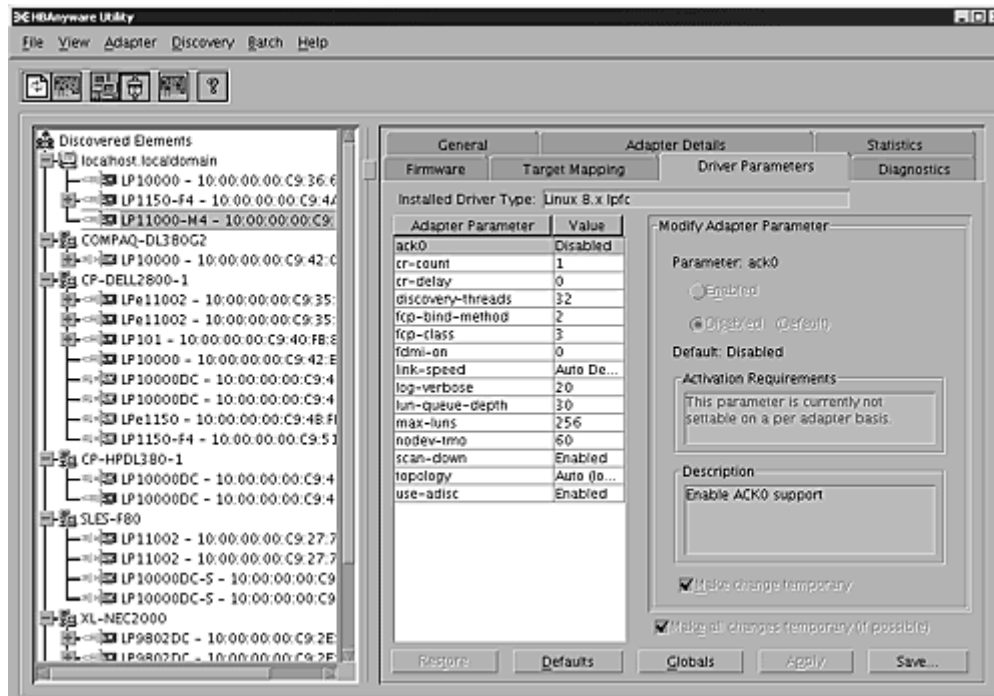 HBAnyware Utility
File View Adapter Discovery Batch Help
Discovered Elements
localhost.localdomain
LP10000 - 10:00:00:00:C9:36:6
LP1150-F4 - 10:00:00:00:C9:4
LP11000-M4 - 10:00:00:00:C9:
COMPAQ-DL380G2
LP10000 - 10:00:00:00:C9:42:0
CP-DELL2800-1
LPe11002 - 10:00:00:00:C9:35:
LPe11002 - 10:00:00:00:C9:35:
LP101 - 10:00:00:00:C9:40:FB:8
LP10000 - 10:00:00:00:C9:42:E
LP10000DC - 10:00:00:00:C9:4
LP10000DC - 10:00:00:00:C9:4
LPe1150 - 10:00:00:00:C9:4B:F
LP1150-F4 - 10:00:00:00:C9:51
CP-HPDL380-1
LP10000DC - 10:00:00:00:C9:4
LP10000DC - 10:00:00:00:C9:4
SLES-F80
LP11002 - 10:00:00:00:C9:27:7
LP11002 - 10:00:00:00:C9:27:7
LP10000DC-S - 10:00:00:00:C9
LP10000DC-S - 10:00:00:00:C9
XL-NEC2000
LP9802DC - 10:00:00:00:C9:2E:
LP9802DC - 10:00:00:00:C9:2E:
General Adapter Details Statistics
Firmware Target Mapping Driver Parameters Diagnostics
Installed Driver Type: Linux 8.x lpfc
Adapter Parameter Value
ack0 Disabled
cr-count 1
cr-delay 0
discovery-threads 32
fcp-bind-method 2
fcp-class 3
fdmi-on 0
link-speed Auto De...
log-verbose 20
lun-queue-depth 30
max-luns 256
nodev-tmo 60
scan-down Enabled
topology Auto (lo...
use-adisc Enabled
Modify Adapter Parameter
Parameter: ack0
Enabled
Disabled (Default)
Default: Disabled
Activation Requirements
This parameter is currently not
settable on a per adapter basis.
Description
Enable ACK0 support
Make change temporary
Make all changes temporary (if possible)
Restore Defaults Globals Apply Save...